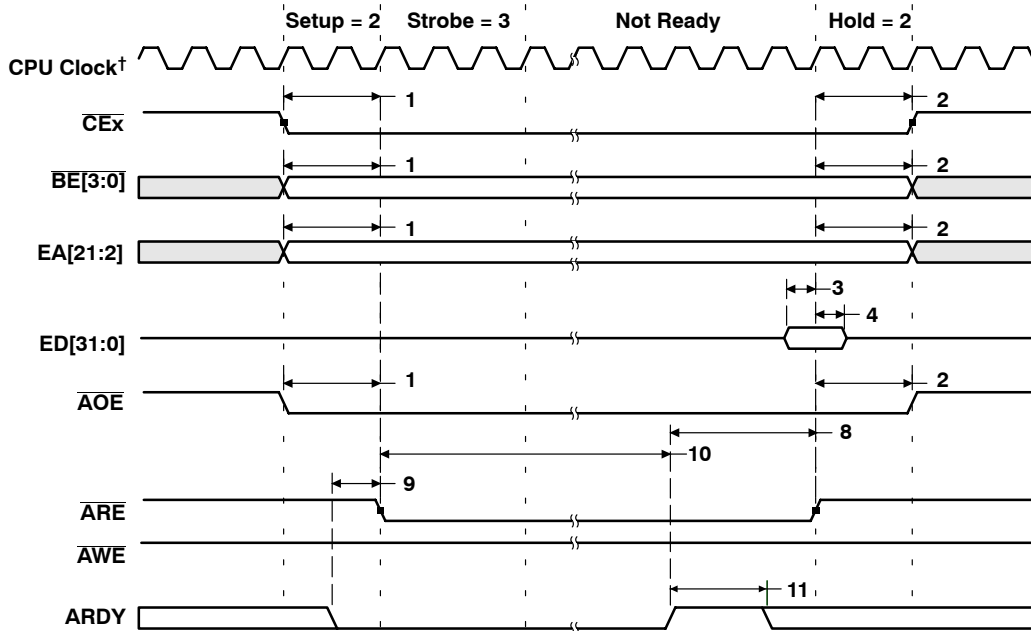 Setup = 2 Strobe = 3 Not Ready Hold = 2
CPU Clock†
1 2
CEx
1 2
BE[3:0]
1 2
EA[21:2]
3
4
ED[31:0]
1 2
AOE
8
10
9
ARE
AWE
11
ARDY